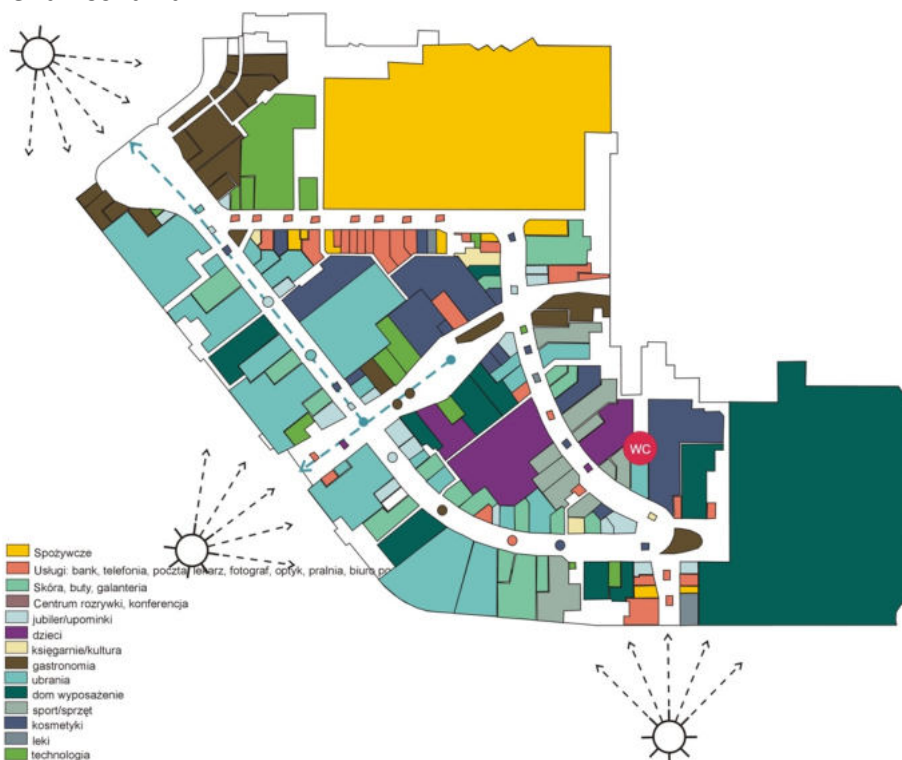 WC
Spożywcze
Usługi: bank, telefonia, poczta, lekarz, fotograf, optyk, pralnia, biuro po
Skóra, buty, galanteria
Centrum rozrywki, konferencja
jubiler/upominki
dzieci
księgarnie/kultura
gastronomia
ubrania
dom wyposażenie
sport/sprzęt
kosmetyki
leki
technologia